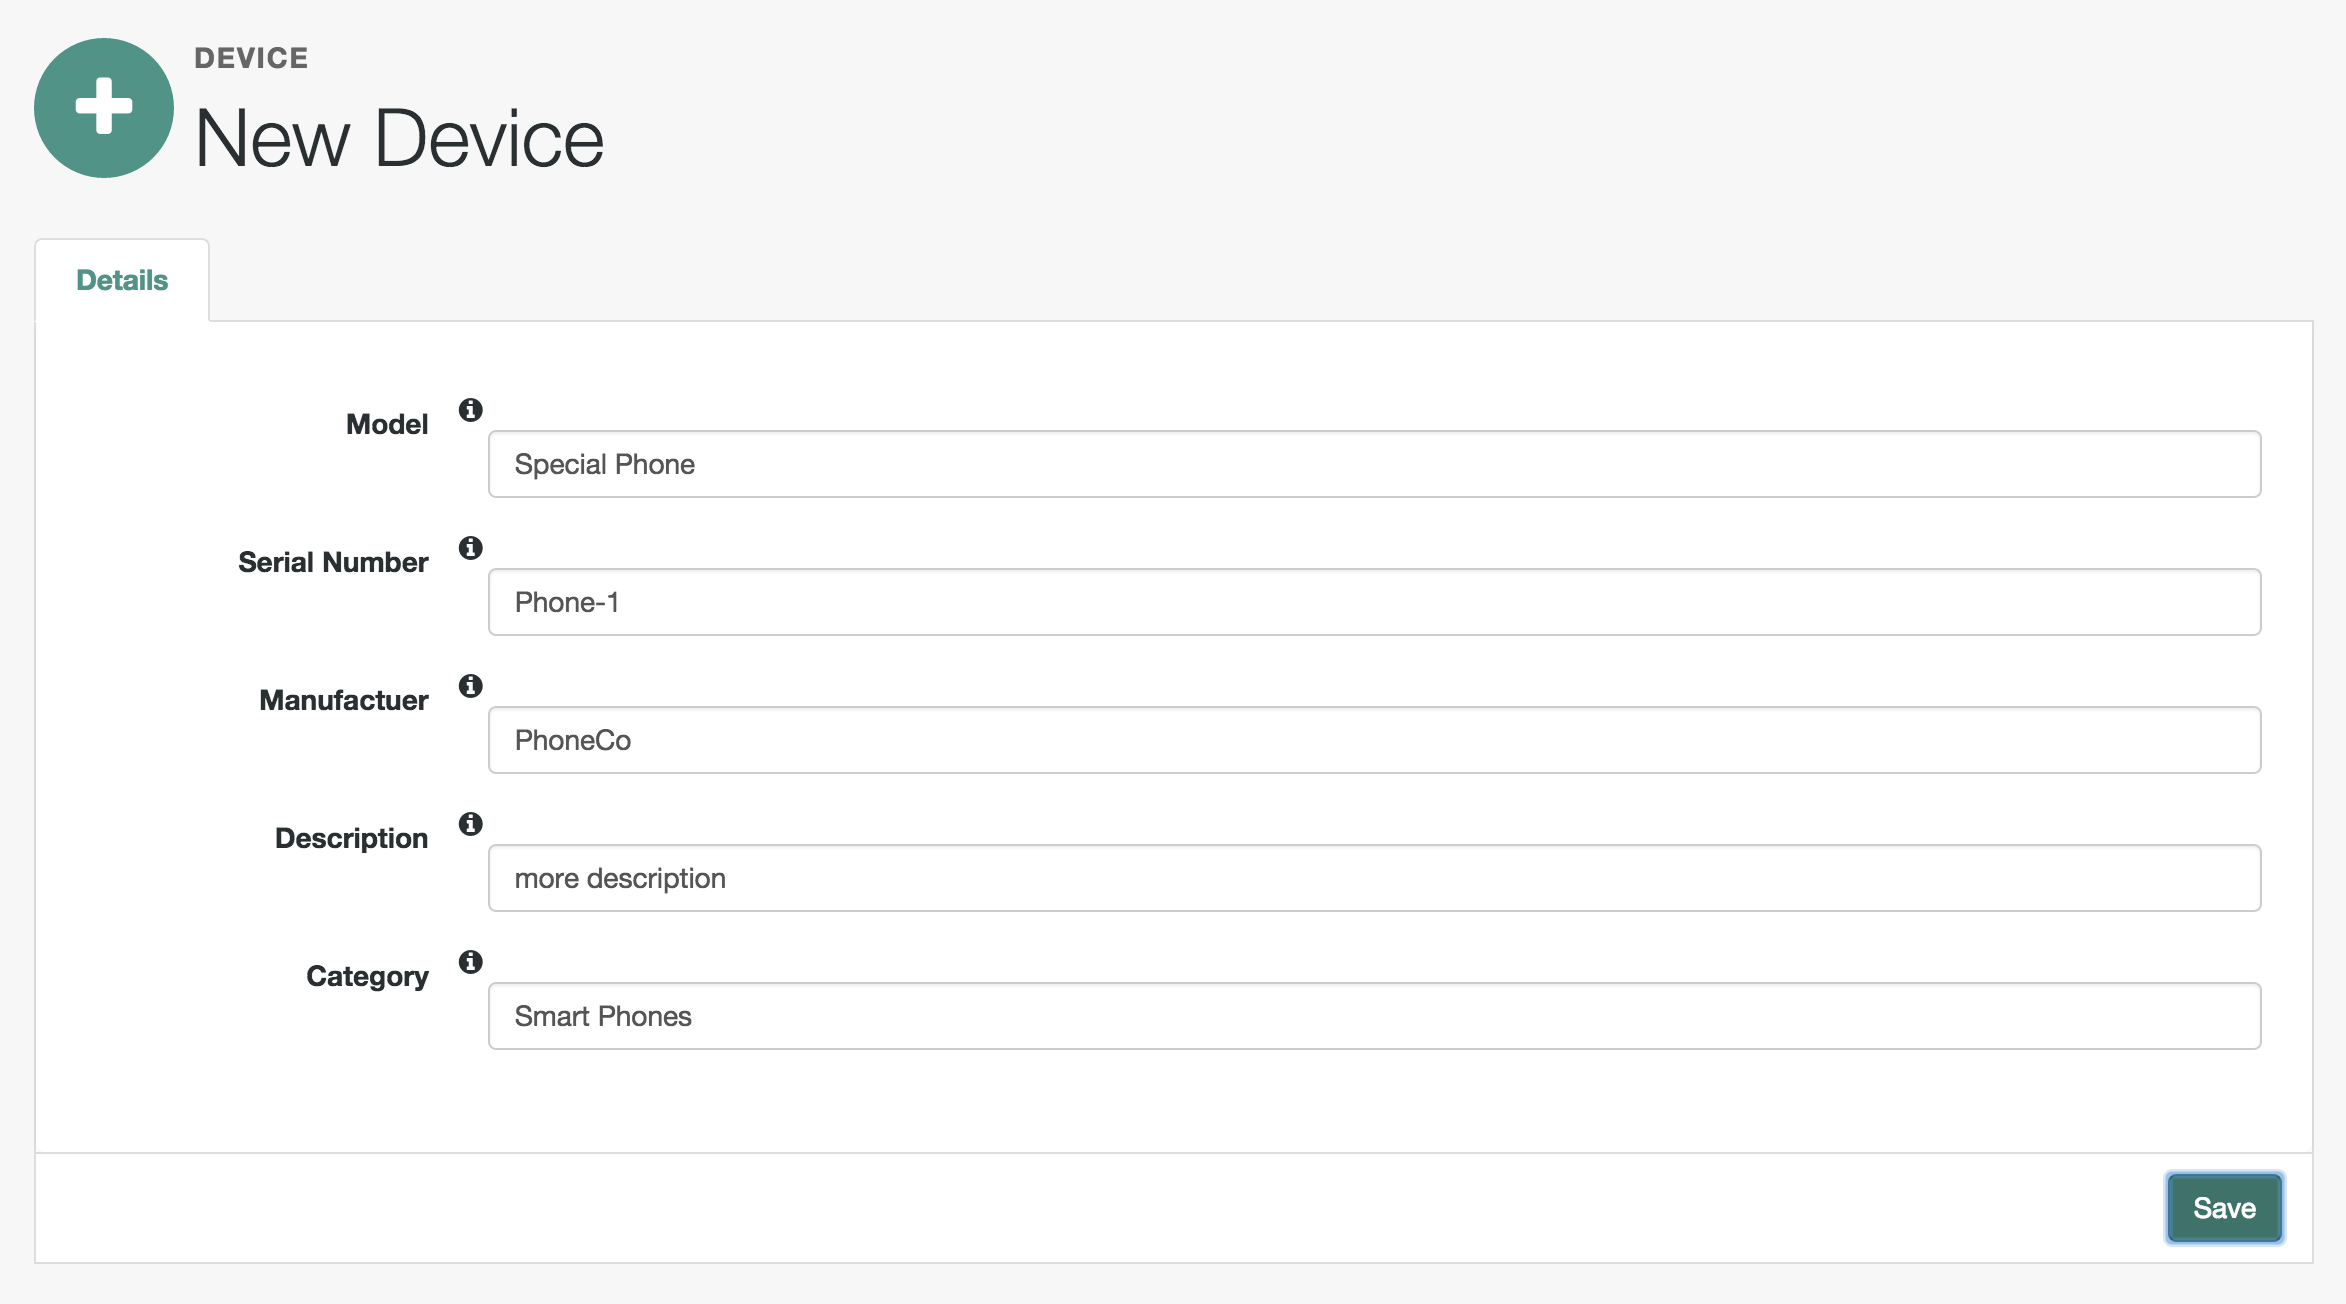 DEVICE
New Device
Details
Model
Special Phone
Serial Number
Phone-1
Manufactuer
PhoneCo
Description
more description
Category
Smart Phones
Save